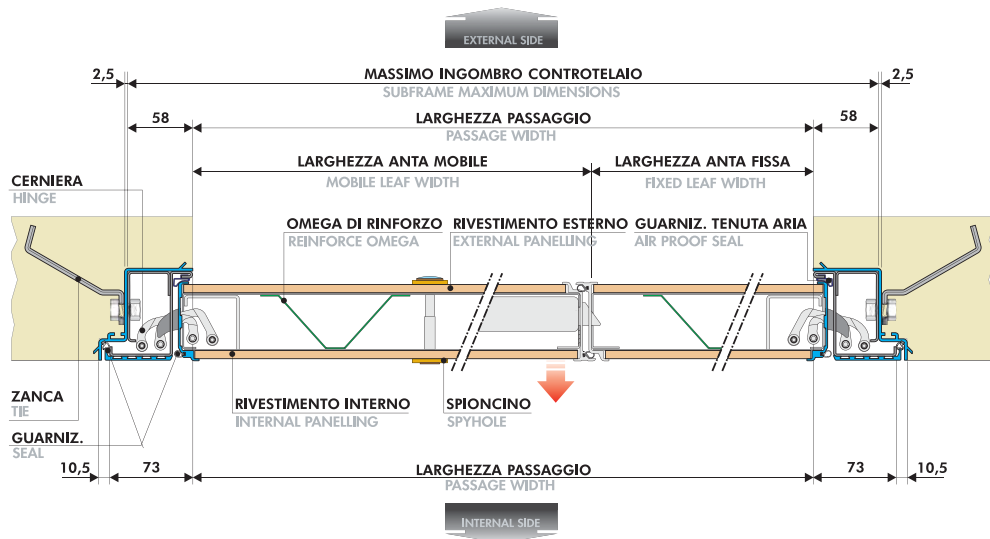 EXTERNAL SIDE
2,5
MASSIMO INGOMBRO CONTROTELAIO
2,5
SUBFRAME MAXIMUM DIMENSIONS
58
LARGHEZZA PASSAGGIO
58
PASSAGE WIDTH
LARGHEZZA ANTA MOBILE
LARGHEZZA ANTA FISSA
MOBILE LEAF WIDTH
FIXED LEAF WIDTH
CERNIERA
HINGE
OMEGA DI RINFORZO
RIVESTIMENTO ESTERNO
GUARNIZ. TENUTA ARIA
REINFORCE OMEGA
EXTERNAL PANELLING
AIR PROOF SEAL
ZANCA
TIE
RIVESTIMENTO INTERNO
SPIONCINO
INTERNAL PANELLING
SPYHOLE
GUARNIZ.
SEAL
10,5
73
LARGHEZZA PASSAGGIO
73
10,5
PASSAGE WIDTH
INTERNAL SIDE